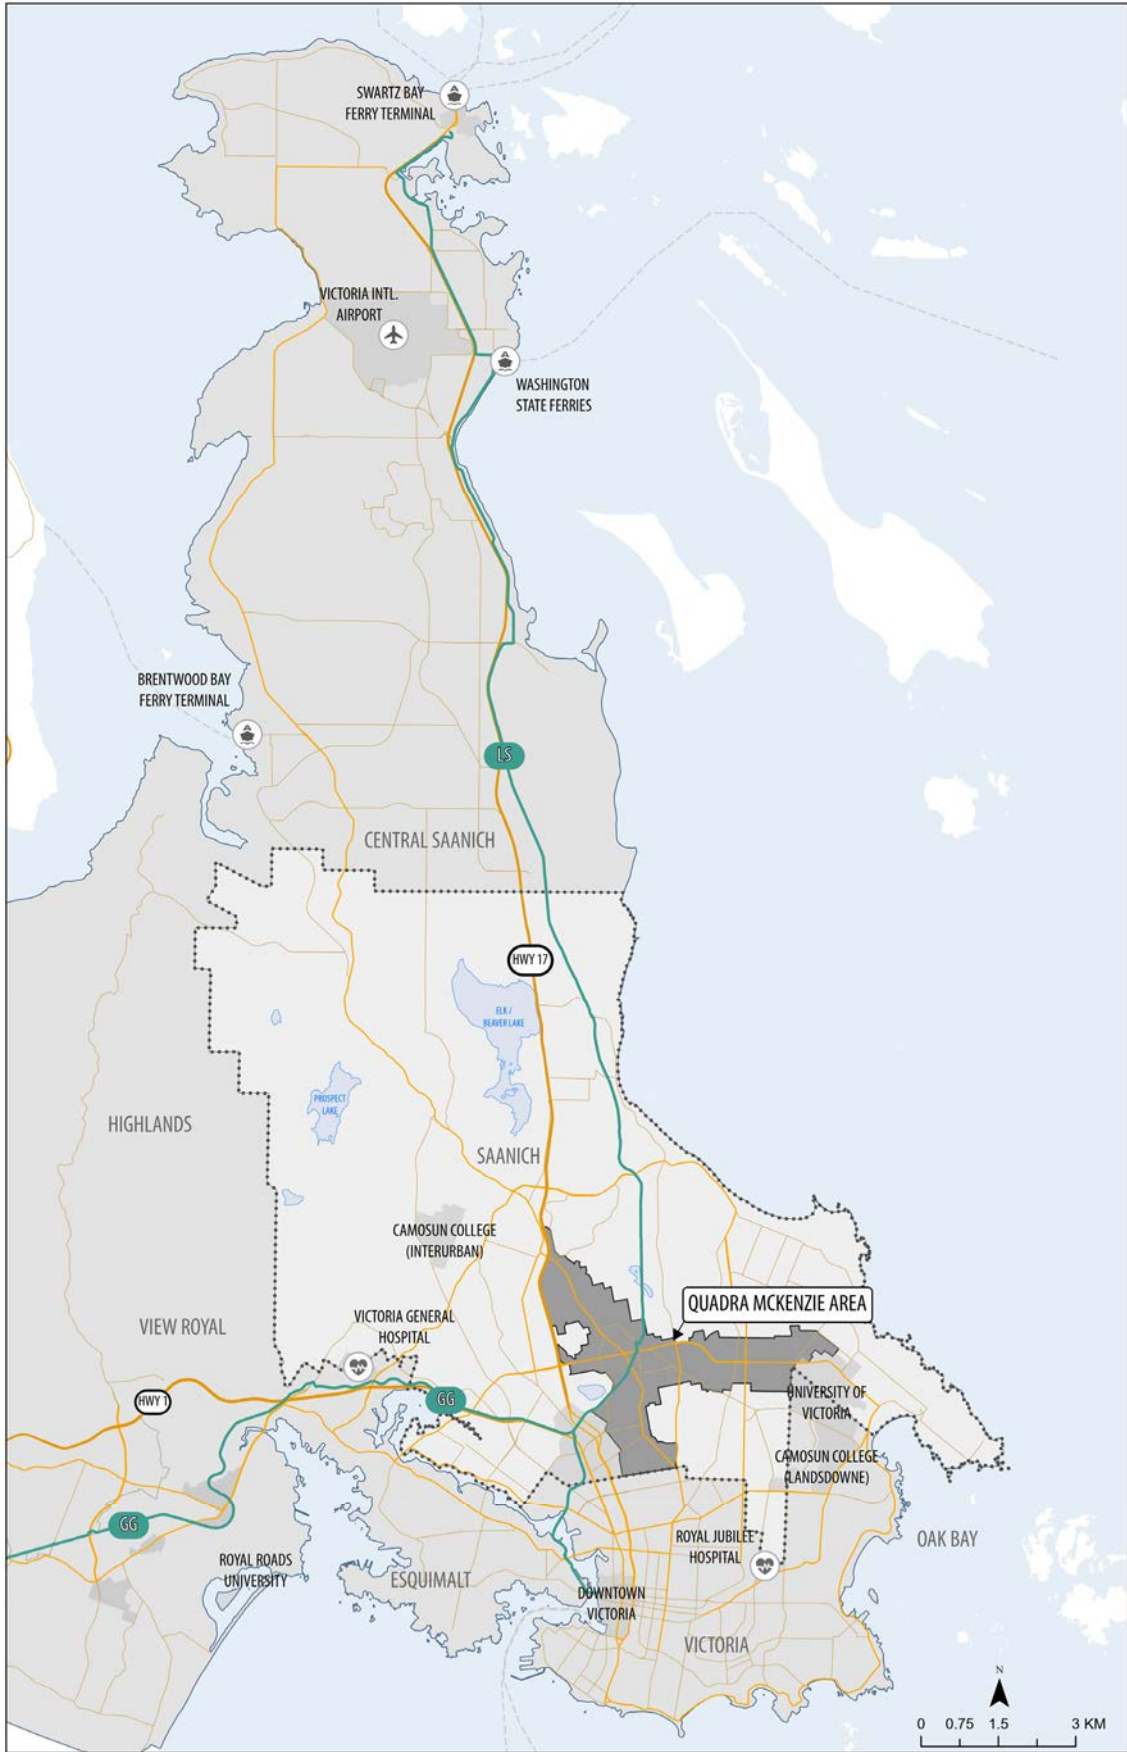 SWARTZ BAY
FERRY TERMINAL
VICTORIA INTL.
AIRPORT
WASHINGTON
STATE FERRIES
BRENTWOOD BAY
FERRY TERMINAL
LS
CENTRAL SAANICH
HWY 17
ELK /
BEAVER LAKE
PROSPECT
LAKE
HIGHLANDS
SAANICH
CAMOSUN COLLEGE
(INTERURBAN)
QUADRA MCKENZIE AREA
VICTORIA GENERAL
HOSPITAL
VIEW ROYAL
HWY 1
GG
UNIVERSITY OF
VICTORIA
CAMOSUN COLLEGE
(LANDSDOWNE)
GG
ROYAL JUBILEE
HOSPITAL
OAK BAY
ROYAL ROADS
UNIVERSITY
ESQUIMALT
DOWNTOWN
VICTORIA
VICTORIA
N
0 0.75 1.5 3 KM